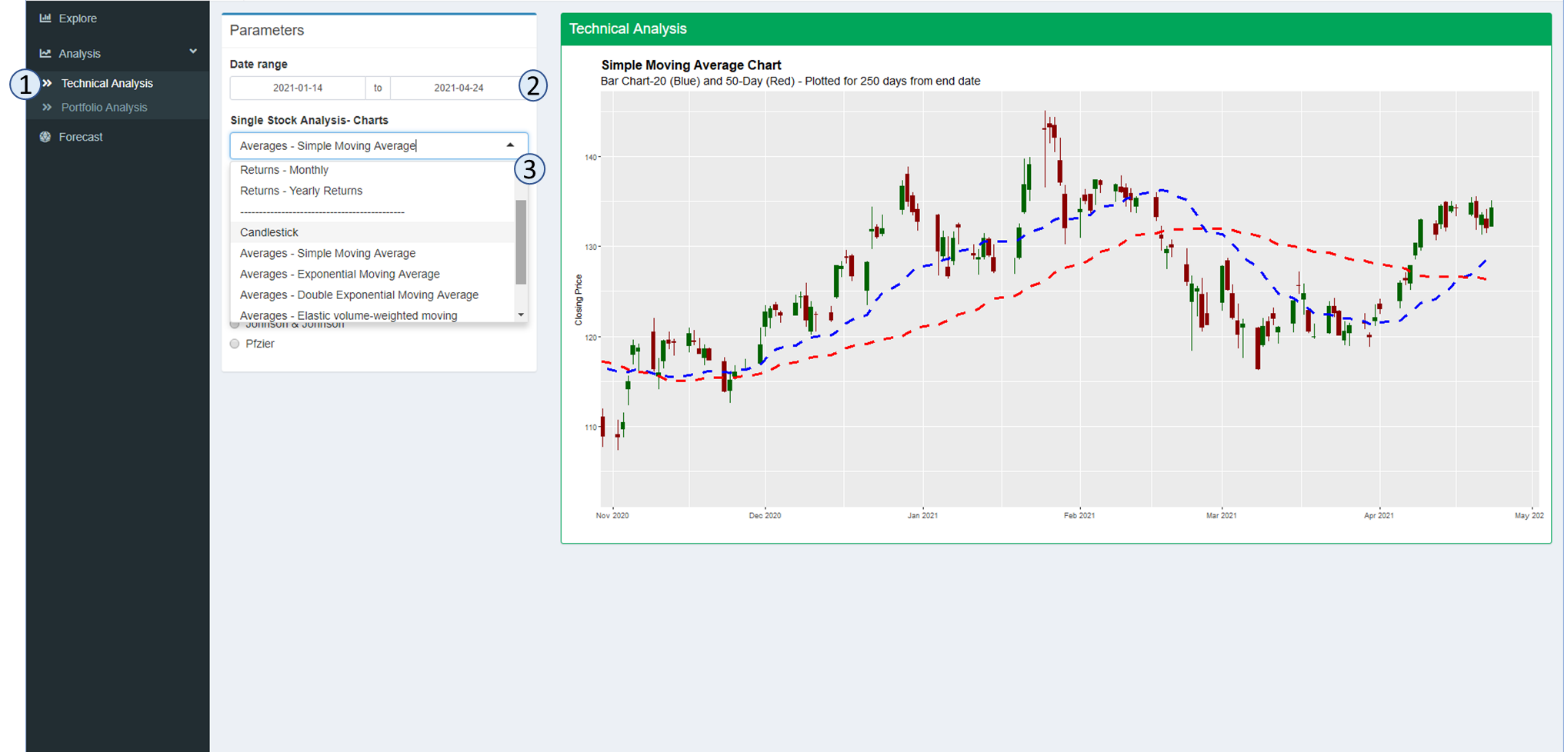 Explore
Analysis
1
Technical Analysis
Portfolio Analysis
Forecast
Parameters
Date range
2021-01-14 to 2021-04-24
2
Single Stock Analysis- Charts
Averages - Simple Moving Average
3
Returns - Monthly
Returns - Yearly Returns
--------------------------------------------
Candlestick
Averages - Simple Moving Average
Averages - Exponential Moving Average
Averages - Double Exponential Moving Average
Averages - Elastic volume-weighted moving
Johnson & Johnson
Pfzier
Technical Analysis
Simple Moving Average Chart
Bar Chart-20 (Blue) and 50-Day (Red) - Plotted for 250 days from end date
Closing Price
140
130
120
110
Nov 2020 Dec 2020 Jan 2021 Feb 2021 Mar 2021 Apr 2021 May 202